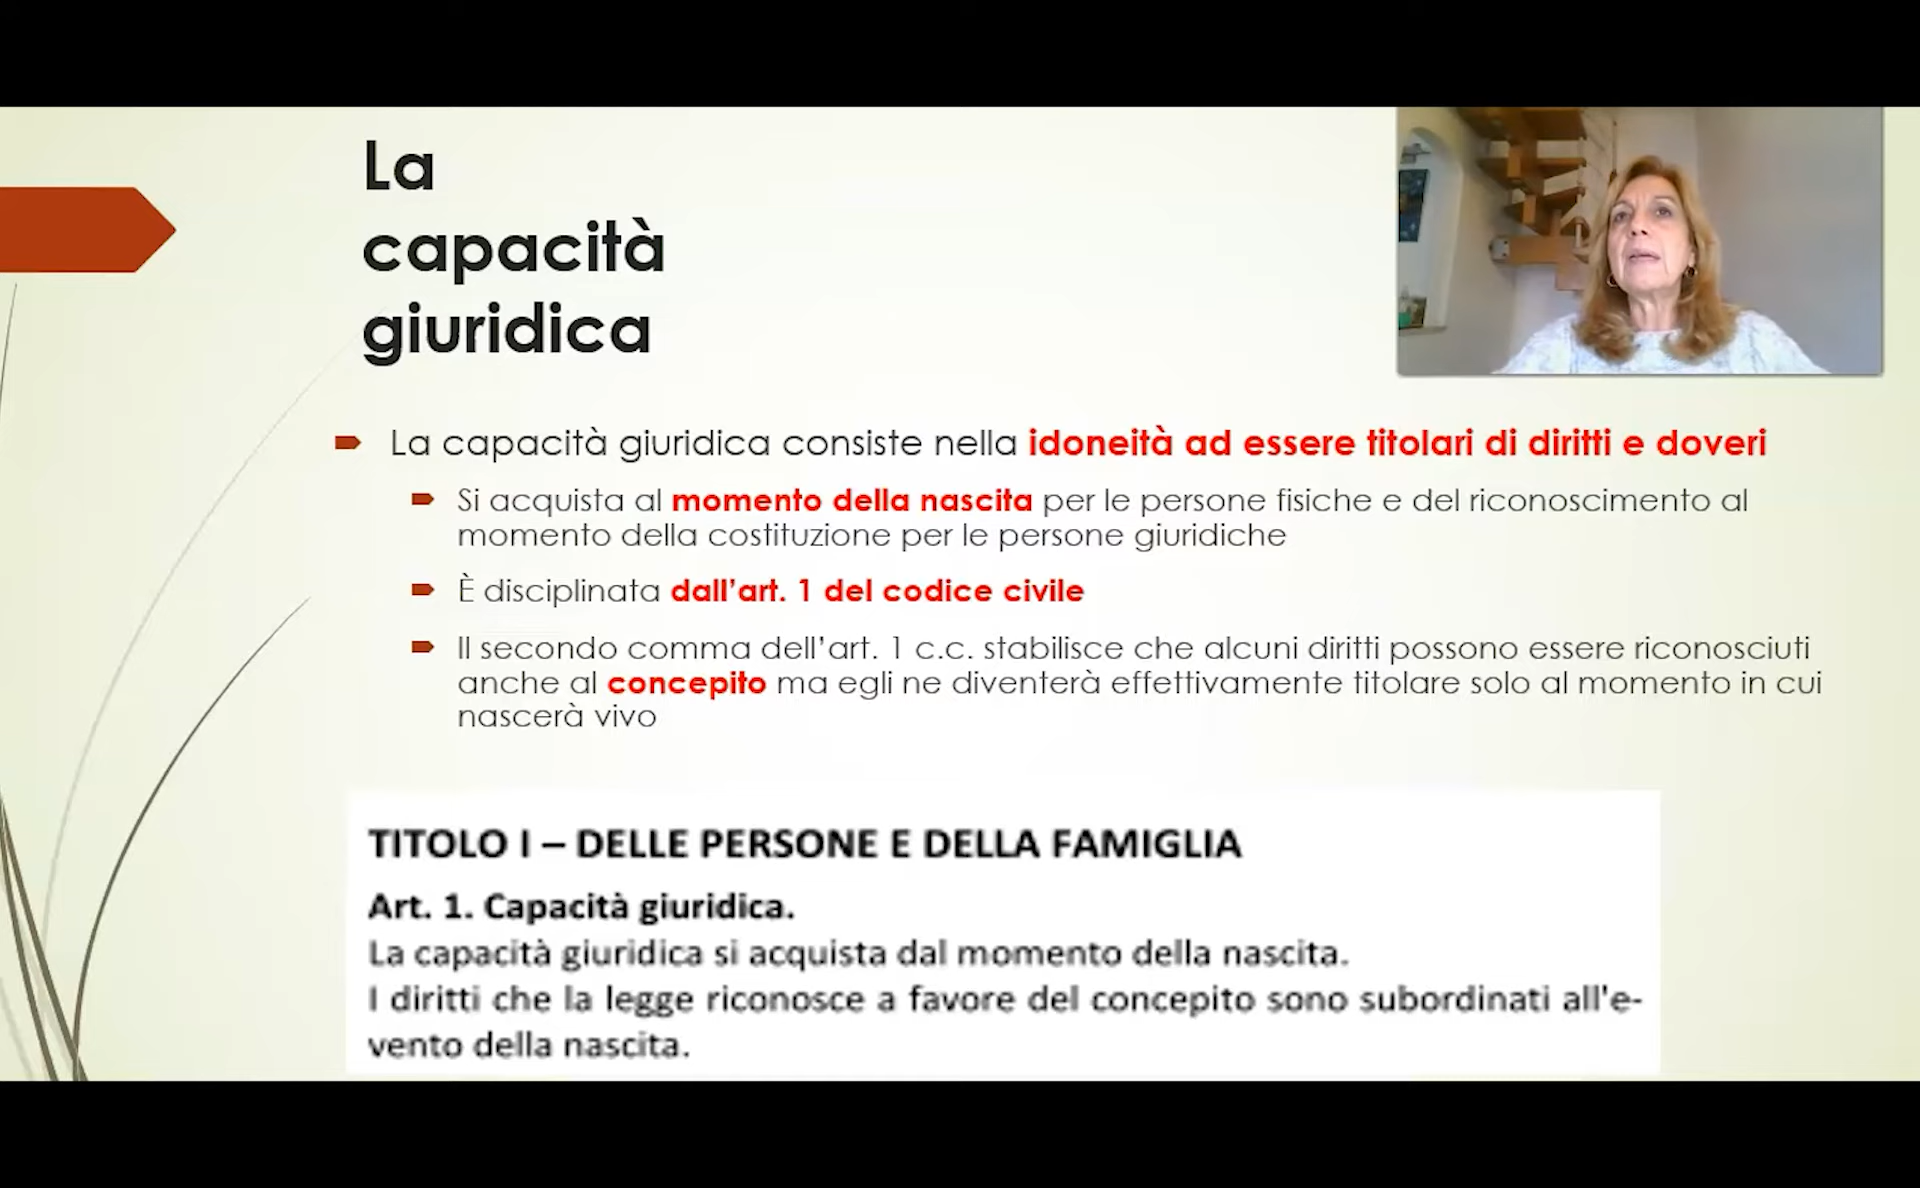 La
capacità
giuridica
La capacità giuridica consiste nella idoneità ad essere titolari di diritti e doveri
Si acquista al momento della nascita per le persone fisiche e del riconoscimento al
momento della costituzione per le persone giuridiche
È disciplinata dall’art. 1 del codice civile
Il secondo comma dell’art. 1 c.c. stabilisce che alcuni diritti possono essere riconosciuti
anche al concepito ma egli ne diventerà effettivamente titolare solo al momento in cui
nascerà vivo
TITOLO I – DELLE PERSONE E DELLA FAMIGLIA
Art. 1. Capacità giuridica.
La capacità giuridica si acquista dal momento della nascita.
I diritti che la legge riconosce a favore del concepito sono subordinati all'e-
vento della nascita.